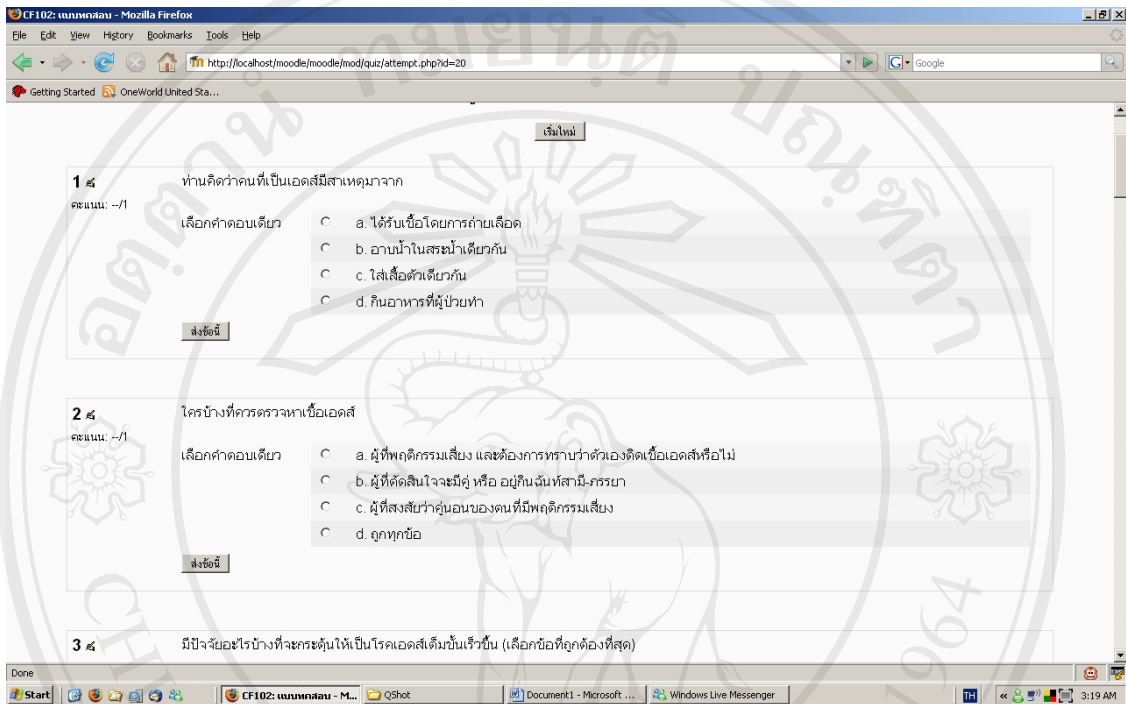 CF102: แบบทดสอบ - Mozilla Firefox
File Edit View History Bookmarks Tools Help
http://localhost/moodle/moodle/mod/quiz/attempt.php?id=20
Google
Getting Started OneWorld United Sta...
เริ่มใหม่
1 ท่านคิดว่าคนที่เป็นเอดส์มีสาเหตุมาจาก
คะแนน: --/1
เลือกคำตอบเดียว a. ได้รับเชื้อโดยการถ่ายเลือด
b. อาบน้ำในสระน้ำเดียวกัน
c. ใส่เสื้อตัวเดียวกัน
d. กินอาหารที่ผู้ป่วยทำ
ส่งข้อนี้
2 ใครบ้างที่ควรตรวจหาเชื้อเอดส์
คะแนน: --/1
เลือกคำตอบเดียว a. ผู้ที่พฤติกรรมเสี่ยง และต้องการทราบว่าตัวเองติดเชื้อเอดส์หรือไม่
b. ผู้ที่ตัดสินใจจะมีคู่ หรือ อยู่กินฉันท์สามี-ภรรยา
c. ผู้ที่สงสัยว่าคู่นอนของตนที่มีพฤติกรรมเสี่ยง
d. ถูกทุกข้อ
ส่งข้อนี้
3 มีปัจจัยอะไรบ้างที่จะกระตุ้นให้เป็นโรคเอดส์เต็มขั้นเร็วขึ้น (เลือกข้อที่ถูกต้องที่สุด)
Done
Start CF102: แบบทดสอบ - M... QShot Document1 - Microsoft ... Windows Live Messenger TH 3:19 AM
1964